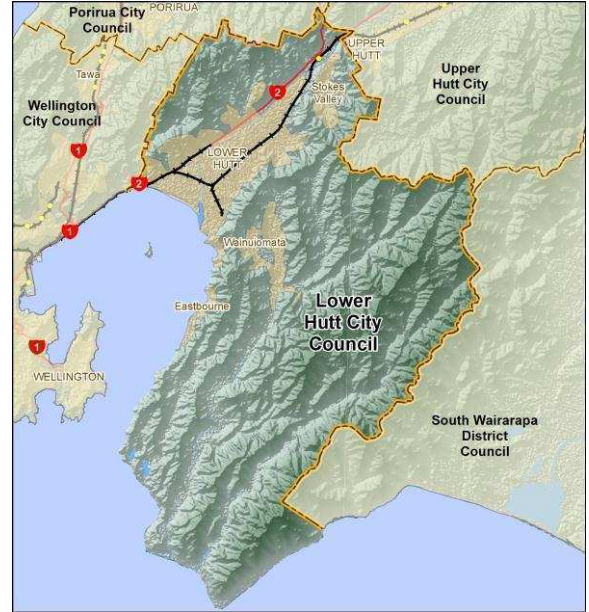 Porirua City
Council
PORIRUA
UPPER
HUTT
Tawa
Stokes
Valley
Upper
Hutt City
Council
2
Wellington
City Council
1
LOWER
HUTT
2
1
Wainuiomata
Eastbourne
Lower
Hutt City
Council
1
WELLINGTON
South Wairarapa
District
Council